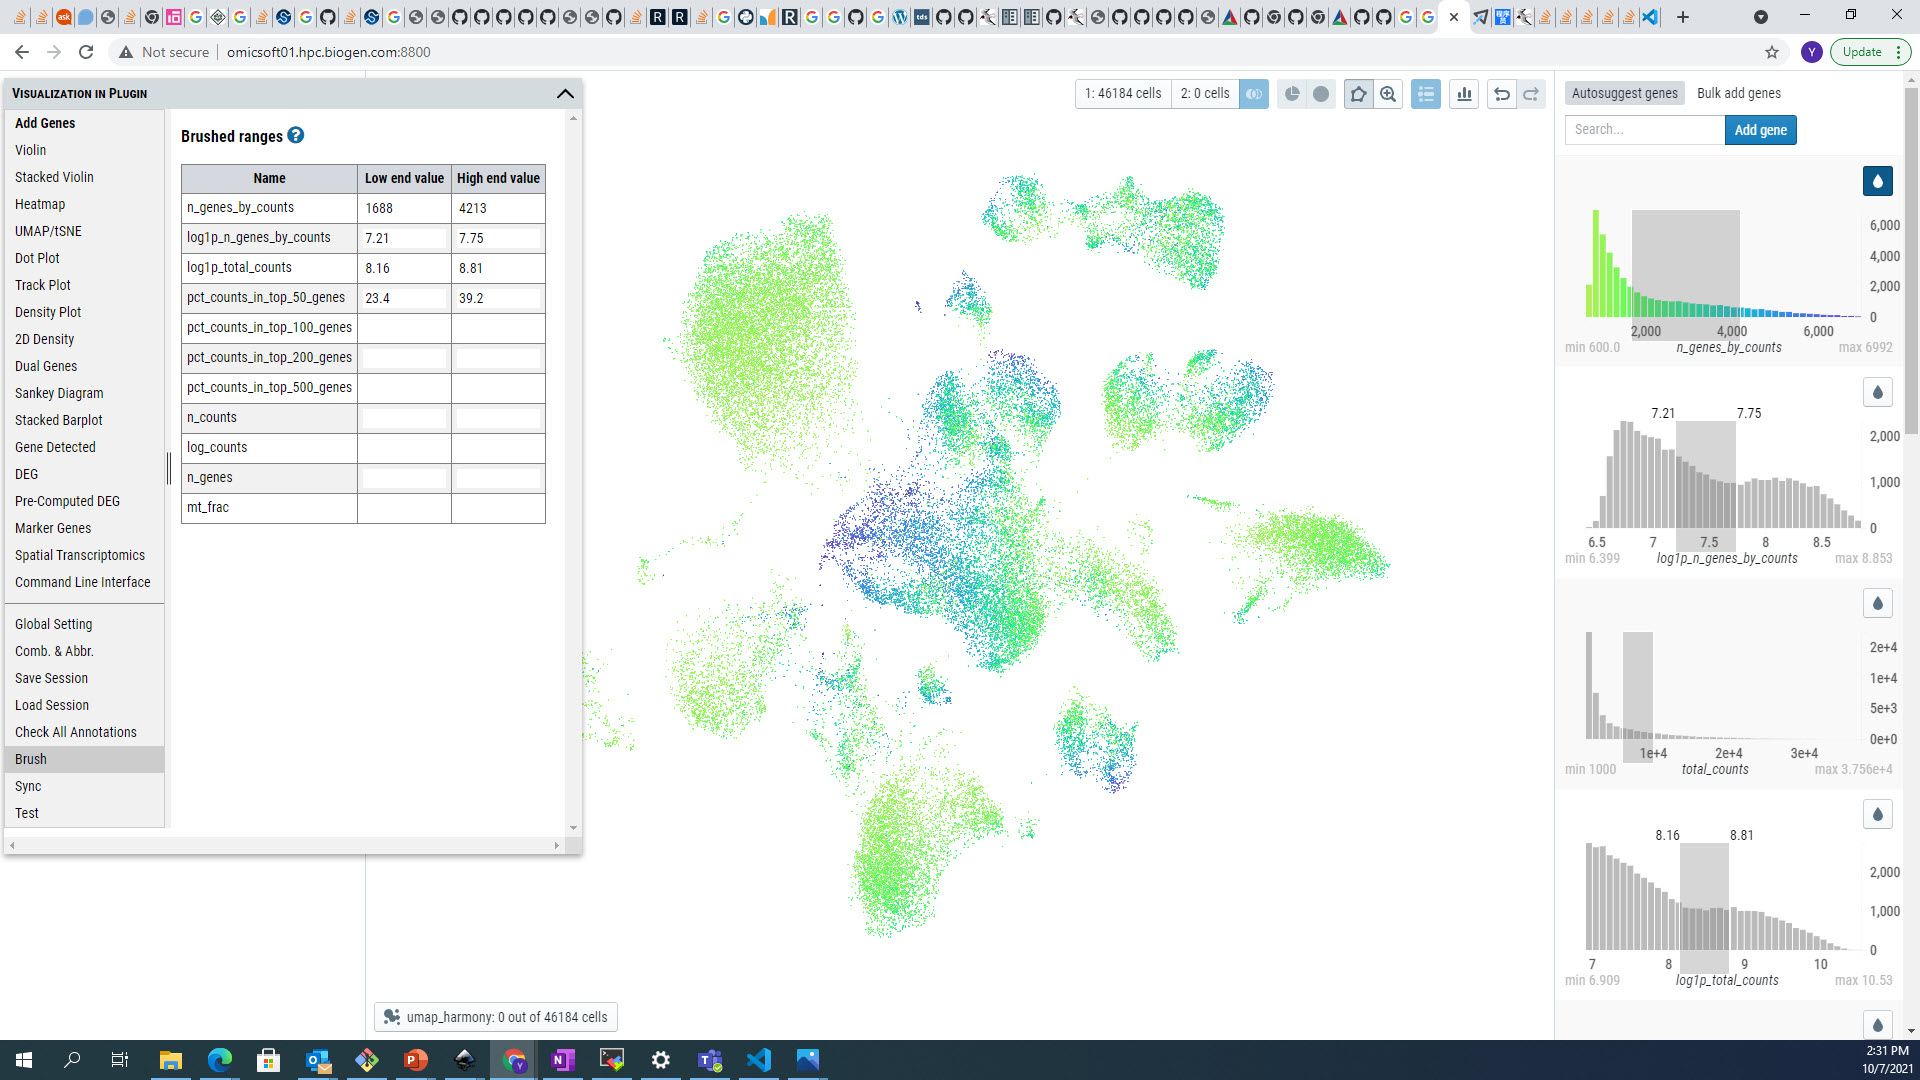 Not secure | omicsoft01.hpc.biogen.com:8800
Y
Update
VISUALIZATION IN PLUGIN
Add Genes
Violin
Stacked Violin
Heatmap
UMAP/tSNE
Dot Plot
Track Plot
Density Plot
2D Density
Dual Genes
Sankey Diagram
Stacked Barplot
Gene Detected
DEG
Pre-Computed DEG
Marker Genes
Spatial Transcriptomics
Command Line Interface
Global Setting
Comb. & Abbr.
Save Session
Load Session
Check All Annotations
Brush
Sync
Test
Brushed ranges ?
Name Low end value High end value
n_genes_by_counts 1688 4213
log1p_n_genes_by_counts 7.21 7.75
log1p_total_counts 8.16 8.81
pct_counts_in_top_50_genes 23.4 39.2
pct_counts_in_top_100_genes
pct_counts_in_top_200_genes
pct_counts_in_top_500_genes
n_counts
log_counts
n_genes
mt_frac
1: 46184 cells 2: 0 cells
umap_harmony: 0 out of 46184 cells
Autosuggest genes Bulk add genes
Search... Add gene
6,000
4,000
2,000
0
2,000 4,000 6,000
min 600.0 n_genes_by_counts max 6992
7.21 7.75
2,000
1,000
0
6.5 7 7.5 8 8.5
min 6.399 log1p_n_genes_by_counts max 8.853
2e+4
1e+4
5e+3
0e+0
1e+4 2e+4 3e+4
min 1000 total_counts max 3.756e+4
8.16 8.81
2,000
1,000
0
7 8 9 10
min 6.909 log1p_total_counts max 10.53
2:31 PM
10/7/2021